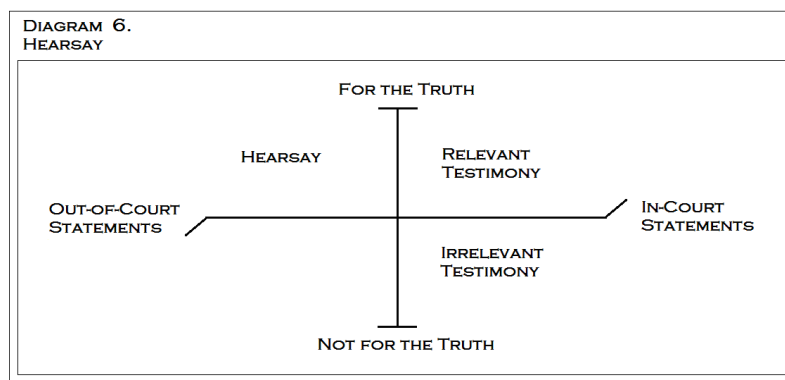 Diagram 6.
Hearsay
For the Truth
Hearsay
Relevant
Testimony
Out-of-Court
Statements
In-Court
Statements
Irrelevant
Testimony
Not for the Truth